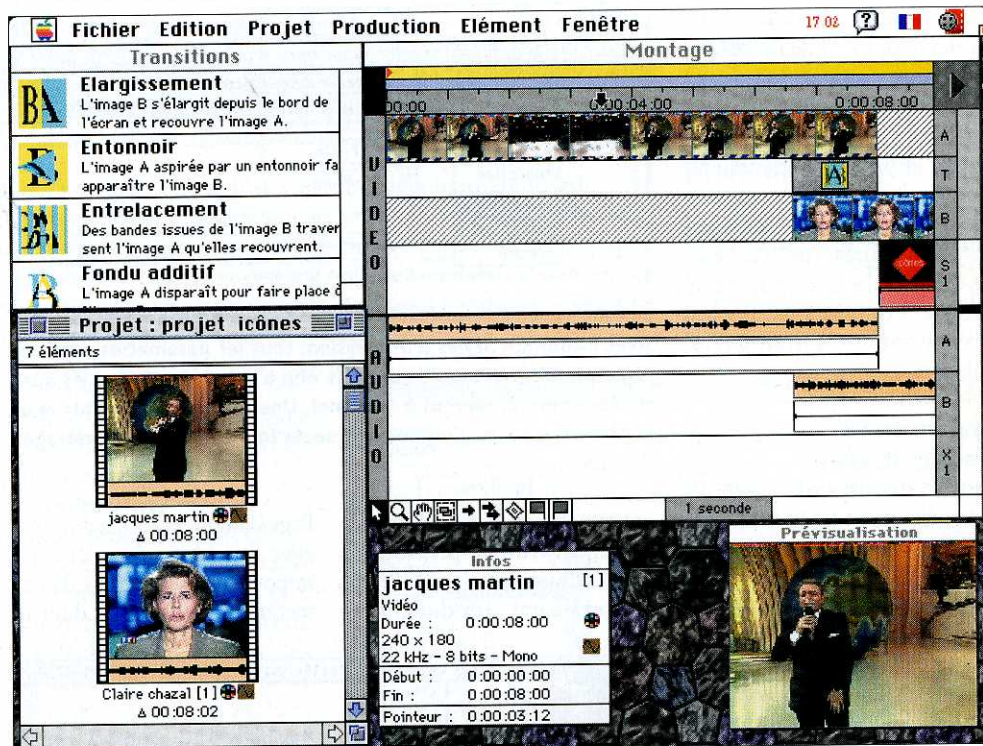 Fichier Edition Projet Production Elément Fenêtre 17 02
Transitions
Elargissement
L'image B s'élargit depuis le bord de
l'écran et recouvre l'image A.
Entonnoir
L'image A aspirée par un entonnoir fa
apparaître l'image B.
Entrelacement
Des bandes issues de l'image B traver
sent l'image A qu'elles recouvrent.
Fondu additif
L'image A disparaît pour faire place à
Projet : projet icônes
7 éléments
jacques martin
∆ 00:08:00
Claire chazal [1]
∆ 00:08:02
Montage
00:00 0:00:04:00 0:00:08:00
VIDEO
A
T
B
S1
AUDIO
A
B
X1
1 seconde
Infos
jacques martin [1]
Vidéo
Durée : 0:00:08:00
240 x 180
22 kHz - 8 bits - Mono
Début : 0:00:00:00
Fin : 0:00:08:00
Pointeur : 0:00:03:12
Prévisualisation